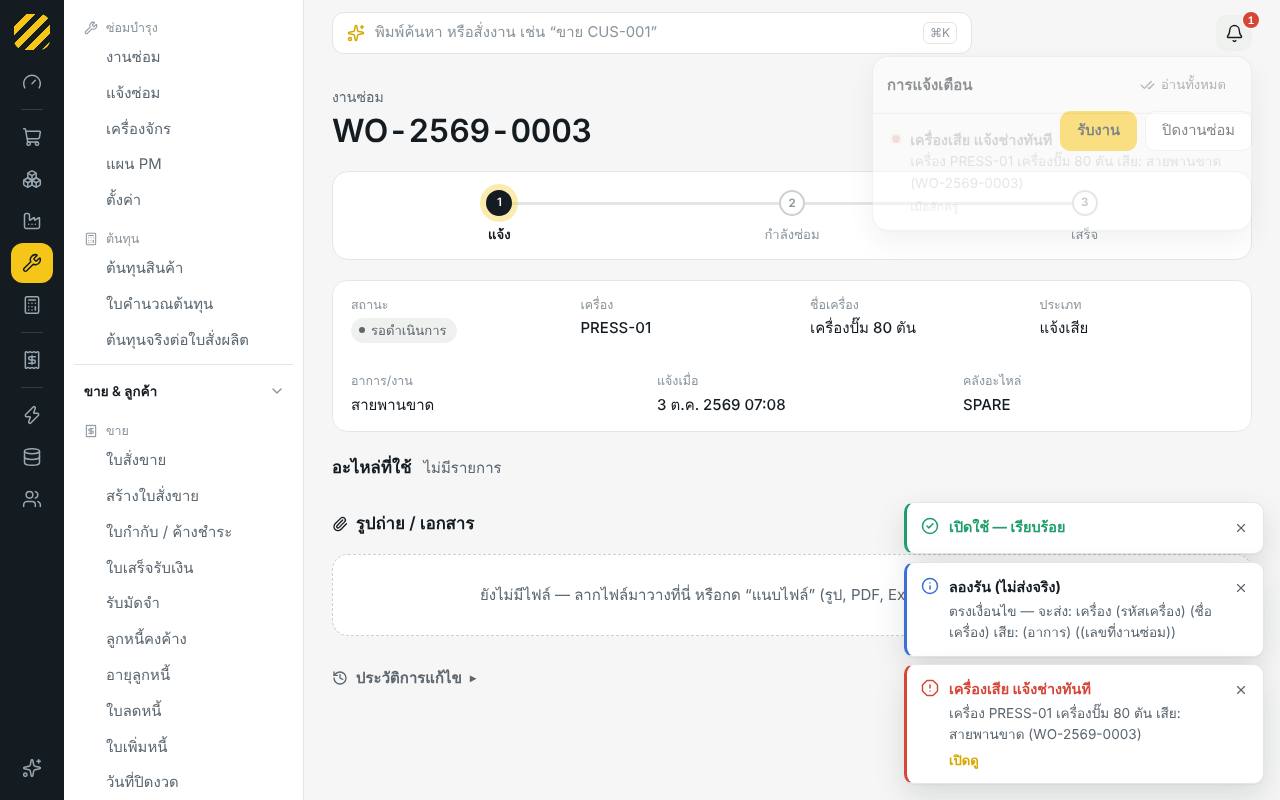 ซ่อมบำรุง
งานซ่อม
แจ้งซ่อม
เครื่องจักร
แผน PM
ตั้งค่า
ต้นทุน
ต้นทุนสินค้า
ใบคำนวณต้นทุน
ต้นทุนจริงต่อใบสั่งผลิต
ขาย & ลูกค้า
ขาย
ใบสั่งขาย
สร้างใบสั่งขาย
ใบกำกับ / ค้างชำระ
ใบเสร็จรับเงิน
รับมัดจำ
ลูกหนี้คงค้าง
อายุลูกหนี้
ใบลดหนี้
ใบเพิ่มหนี้
วันที่ปิดงวด
พิมพ์ค้นหา หรือสั่งงาน เช่น “ขาย CUS-001”
⌘K
1
งานซ่อม
WO-2569-0003
การแจ้งเตือน
อ่านทั้งหมด
รับงาน
ปิดงานซ่อม
เครื่องเสีย แจ้งช่างทันที
เครื่อง PRESS-01 เครื่องปั๊ม 80 ตัน เสีย: สายพานขาด
(WO-2569-0003)
เมื่อสักครู่
1
2
3
แจ้ง
กำลังซ่อม
เสร็จ
สถานะ
รอดำเนินการ
เครื่อง
PRESS-01
ชื่อเครื่อง
เครื่องปั๊ม 80 ตัน
ประเภท
แจ้งเสีย
อาการ/งาน
สายพานขาด
แจ้งเมื่อ
3 ต.ค. 2569 07:08
คลังอะไหล่
SPARE
อะไหล่ที่ใช้
ไม่มีรายการ
รูปถ่าย / เอกสาร
ยังไม่มีไฟล์ — ลากไฟล์มาวางที่นี่ หรือกด “แนบไฟล์” (รูป, PDF, Ex
ประวัติการแก้ไข ▸
เปิดใช้ — เรียบร้อย
ลองรัน (ไม่ส่งจริง)
ตรงเงื่อนไข — จะส่ง: เครื่อง (รหัสเครื่อง) (ชื่อ
เครื่อง) เสีย: (อาการ) ((เลขที่งานซ่อม))
เครื่องเสีย แจ้งช่างทันที
เครื่อง PRESS-01 เครื่องปั๊ม 80 ตัน เสีย:
สายพานขาด (WO-2569-0003)
เปิดดู